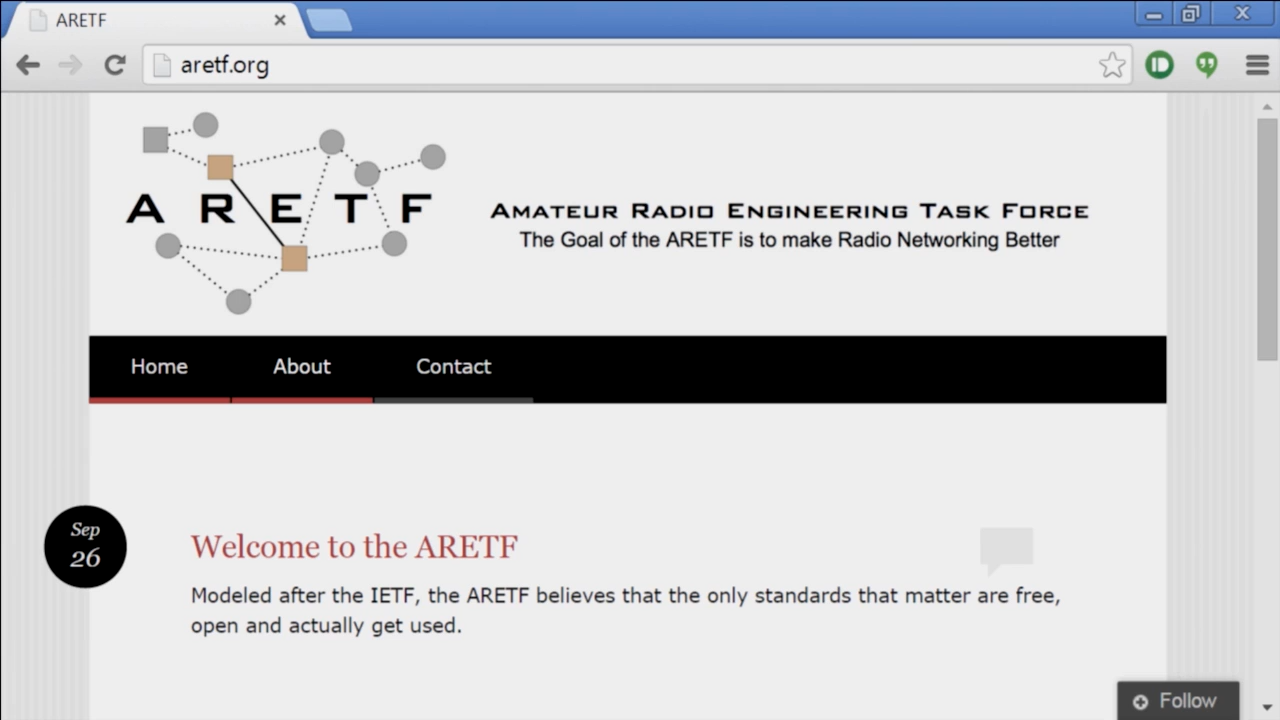 ARETF
aretf.org
ARETF
AMATEUR RADIO ENGINEERING TASK FORCE
The Goal of the ARETF is to make Radio Networking Better
Home About Contact
Sep
26
Welcome to the ARETF
Modeled after the IETF, the ARETF believes that the only standards that matter are free,
open and actually get used.
Follow